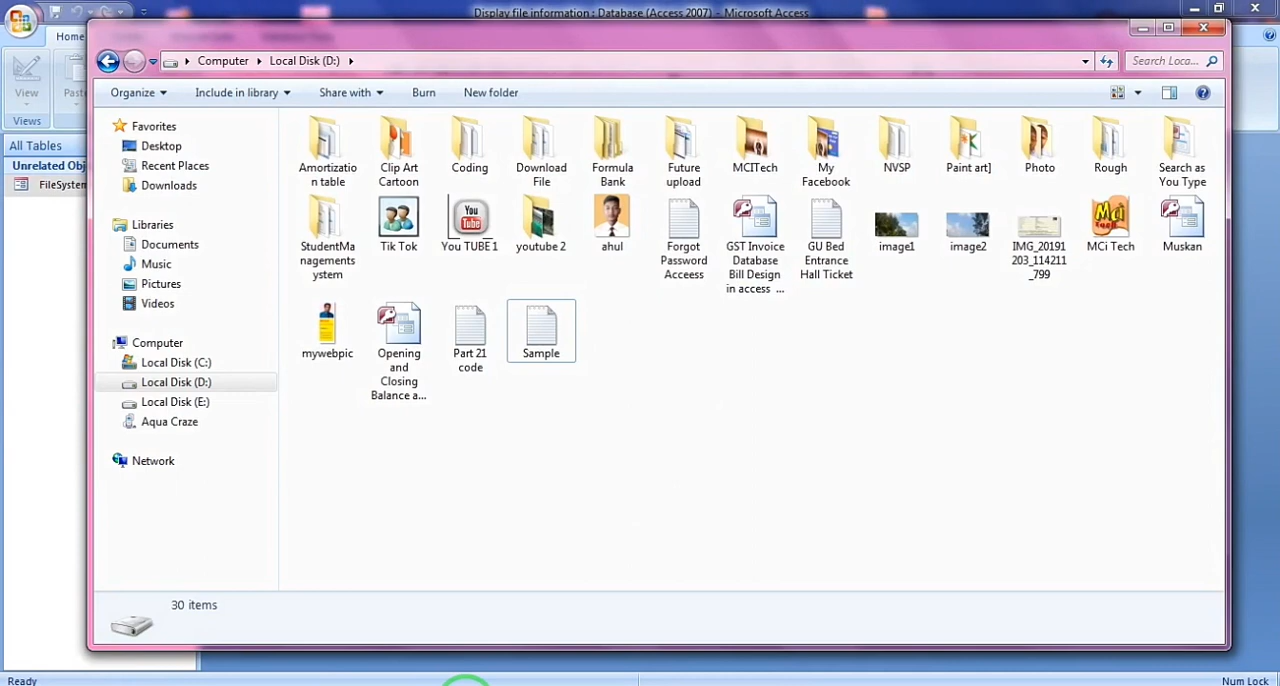 Display file information : Database (Access 2007) - Microsoft Access
Home
View
Paste
Views
All Tables
Unrelated Obj
FileSystem
Computer
Local Disk (D:)
Search Loca...
Organize
Include in library
Share with
Burn
New folder
Favorites
Desktop
Recent Places
Downloads
Libraries
Documents
Music
Pictures
Videos
Computer
Local Disk (C:)
Local Disk (D:)
Local Disk (E:)
Aqua Craze
Network
Amortizatio
n table
Clip Art
Cartoon
Coding
Download
File
Formula
Bank
Future
upload
MCITech
My
Facebook
NVSP
Paint art]
Photo
Rough
Search as
You Type
StudentMa
nagements
ystem
Tik Tok
You
Tube
You TUBE 1
youtube 2
ahul
Forgot
Password
Acceess
GST Invoice
Database
Bill Design
in access ...
GU Bed
Entrance
Hall Ticket
image1
image2
IMG_20191
203_114211
_799
MCi Tech
Muskan
mywebpic
Opening
and
Closing
Balance a...
Part 21
code
Sample
30 items
Ready
Num Lock